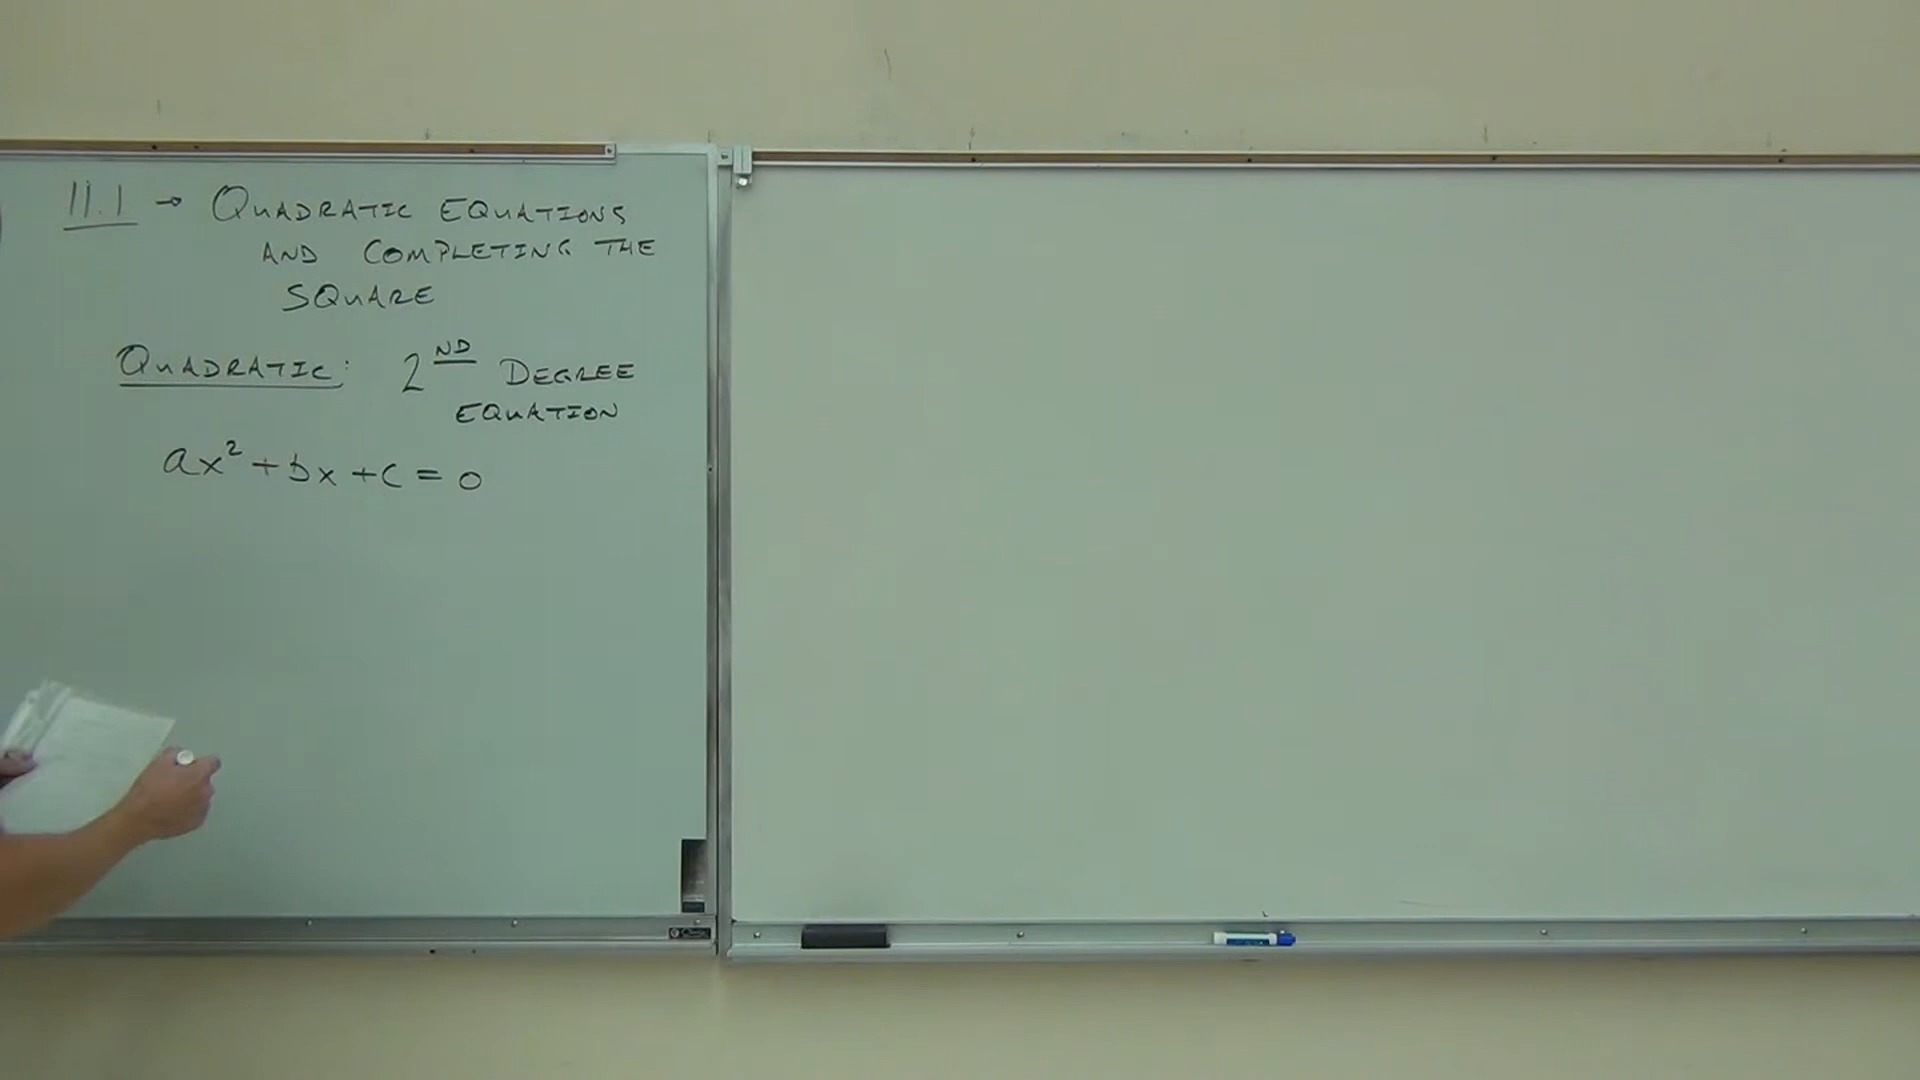 11.1 → QUADRATIC EQUATIONS
AND COMPLETING THE
SQUARE
QUADRATIC: 2ND DEGREE
EQUATION
ax² + bx + c = 0